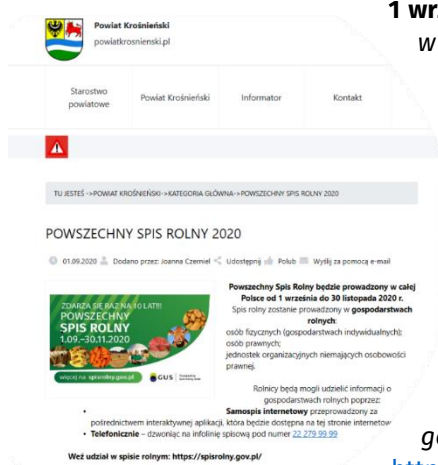 Powiat Krośnieński
powiatkrosnienski.pl
1 wrz
w
Starostwo
powiatowe
Powiat Krośnieński
Informator
Kontakt
TU JESTEŚ ->POWIAT KROŚNIEŃSKI->KATEGORIA GŁÓWNA->POWSZECHNY SPIS ROLNY 2020
POWSZECHNY SPIS ROLNY 2020
01.09.2020 Dodano przez: Joanna Czerniel Udostępnij Polub Wyślij za pomocą e-mail
ZDARZA SIĘ RAZ NA 10 LAT!!!
POWSZECHNY
SPIS ROLNY
1.09.–30.11.2020
więcej na spisrolny.gov.pl
GUS
Powszechny Spis Rolny będzie prowadzony w całej
Polsce od 1 września do 30 listopada 2020 r.
Spis rolny zostanie prowadzony w gospodarstwach
rolnych:
osób fizycznych (gospodarstwach indywidualnych);
osób prawnych;
jednostek organizacyjnych niemających osobowości
prawnej.
Rolnicy będą mogli udzielić informacji o
gospodarstwach rolnych poprzez:
• Samospis internetowy przeprowadzony za
pośrednictwem interaktywnej aplikacji, która będzie dostępna na tej stronie internetow
• Telefonicznie – dzwoniąc na infolinię spisową pod numer 22 279 99 99
Weź udział w spisie rolnym: https://spisrolny.gov.pl/